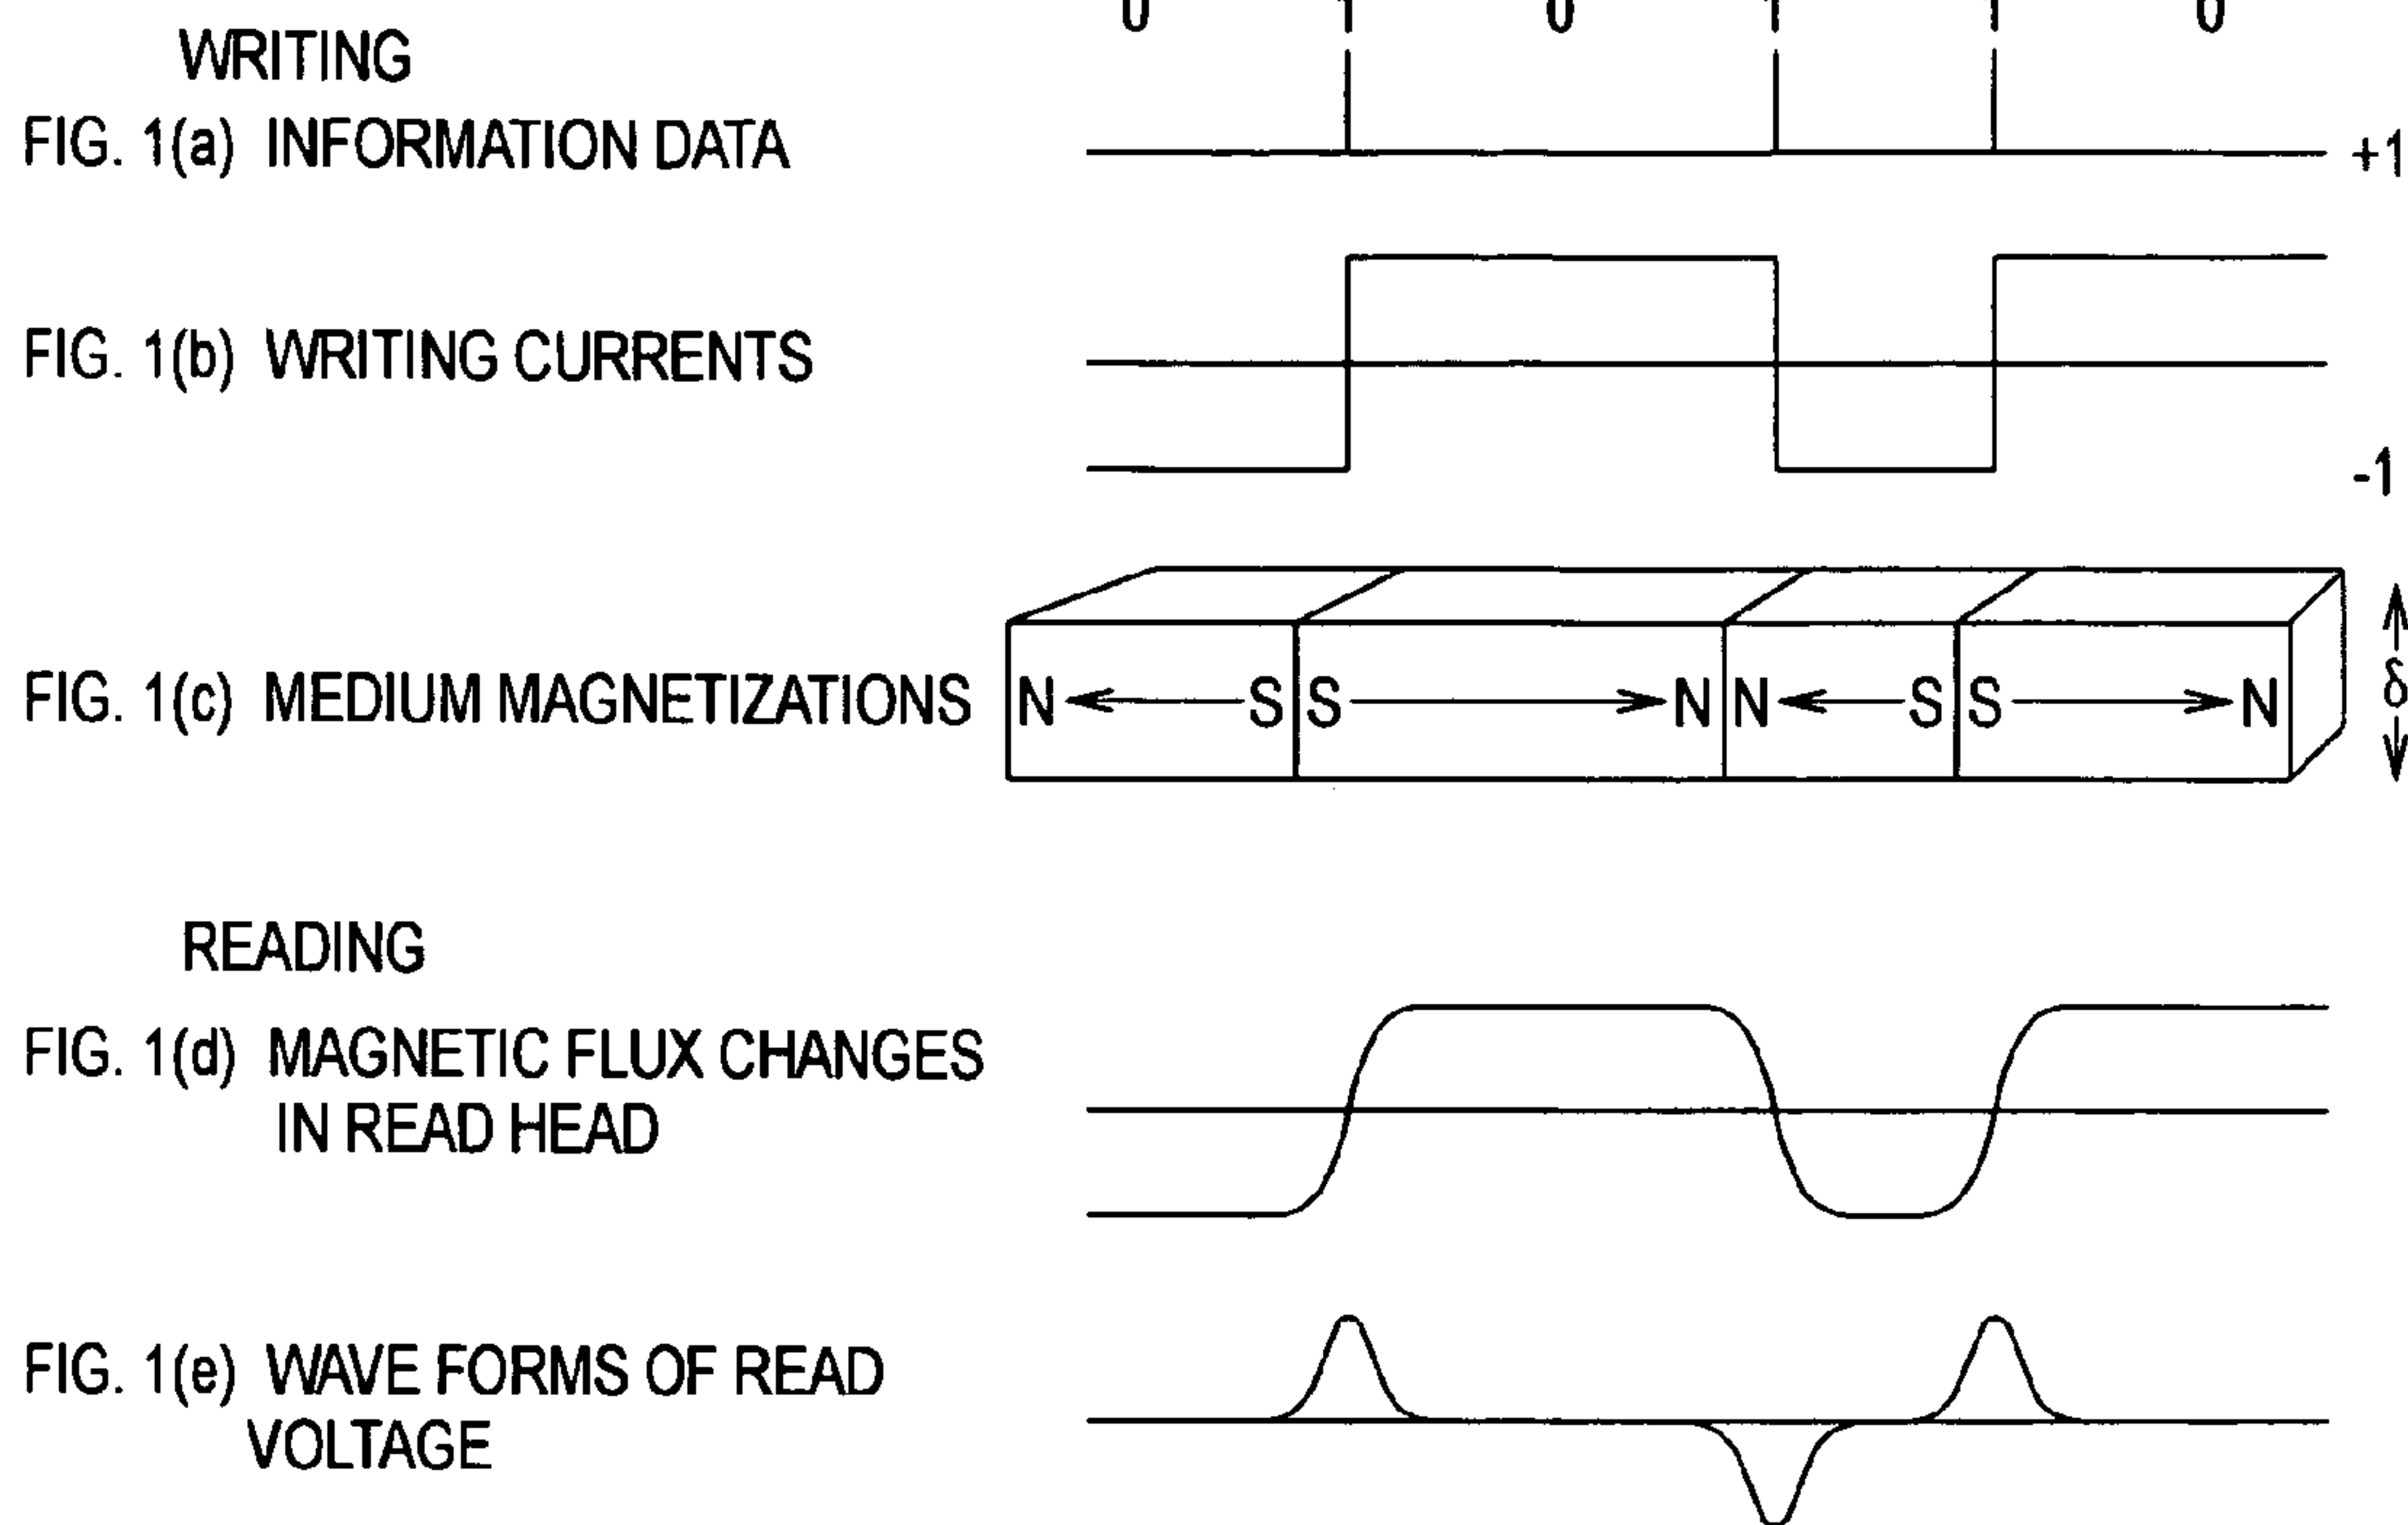 0 1 0 1 1 0
WRITING
FIG. 1(a) INFORMATION DATA
+1
FIG. 1(b) WRITING CURRENTS
-1
FIG. 1(c) MEDIUM MAGNETIZATIONS
N S S N N S S N
δ
READING
FIG. 1(d) MAGNETIC FLUX CHANGES
IN READ HEAD
FIG. 1(e) WAVE FORMS OF READ
VOLTAGE